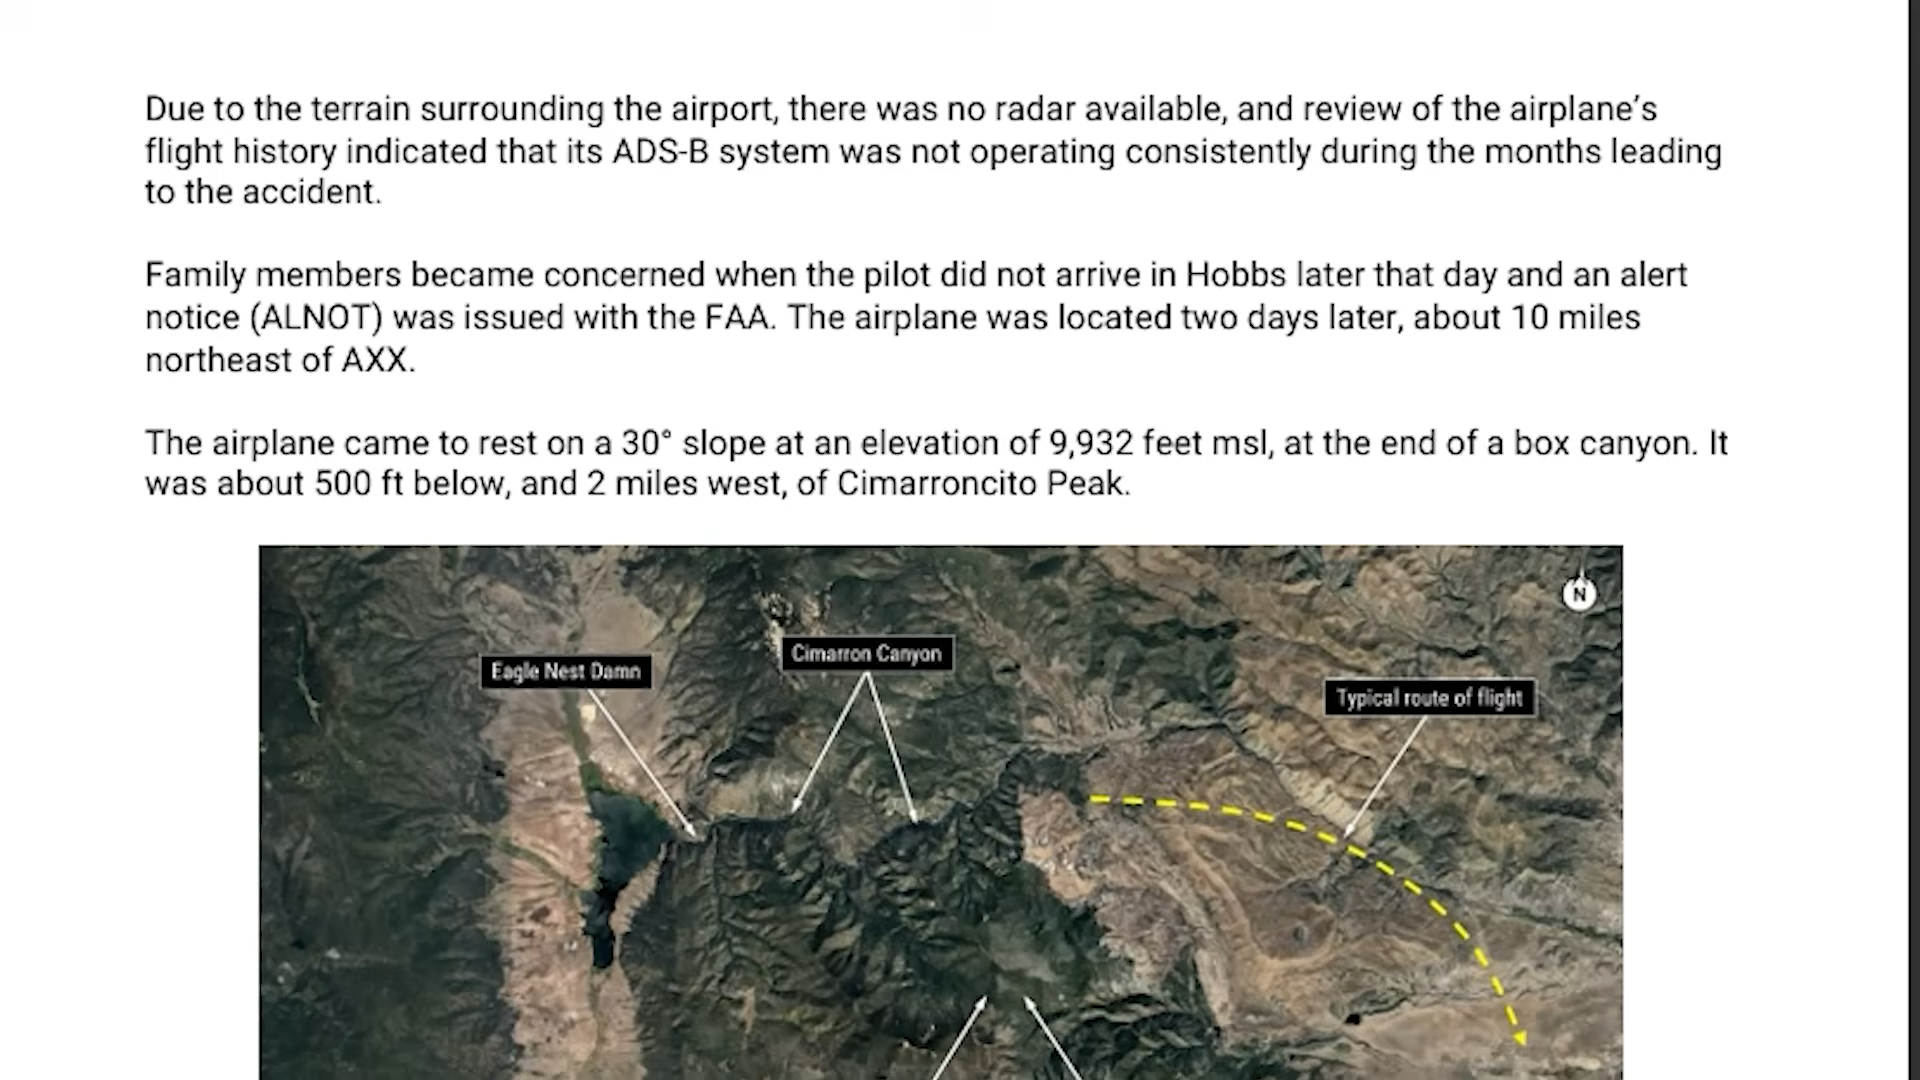 Due to the terrain surrounding the airport, there was no radar available, and review of the airplane's
flight history indicated that its ADS-B system was not operating consistently during the months leading
to the accident.
Family members became concerned when the pilot did not arrive in Hobbs later that day and an alert
notice (ALNOT) was issued with the FAA. The airplane was located two days later, about 10 miles
northeast of AXX.
The airplane came to rest on a 30° slope at an elevation of 9,932 feet msl, at the end of a box canyon. It
was about 500 ft below, and 2 miles west, of Cimarroncito Peak.
N
Cimarron Canyon
Eagle Nest Damn
Typical route of flight